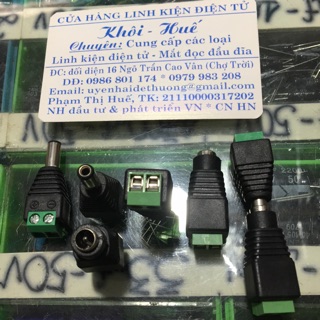 CỬA HÀNG LINH KIỆN ĐIỆN TỬ
Khôi - Huế
Chuyên: Cung cấp các loại
Linh kiện điện tử - Mắt đọc đầu đĩa
ĐC: đối diện 16 Ngõ Trần Cao Vân (Chợ Trời)
DĐ: 0986 801 174 * 0979 983 208
Email: uyenhaidethuong@gmail.com
Phạm Thị Huế, TK: 21110000317202
NH đầu tư & phát triển VN * CN HN
50V